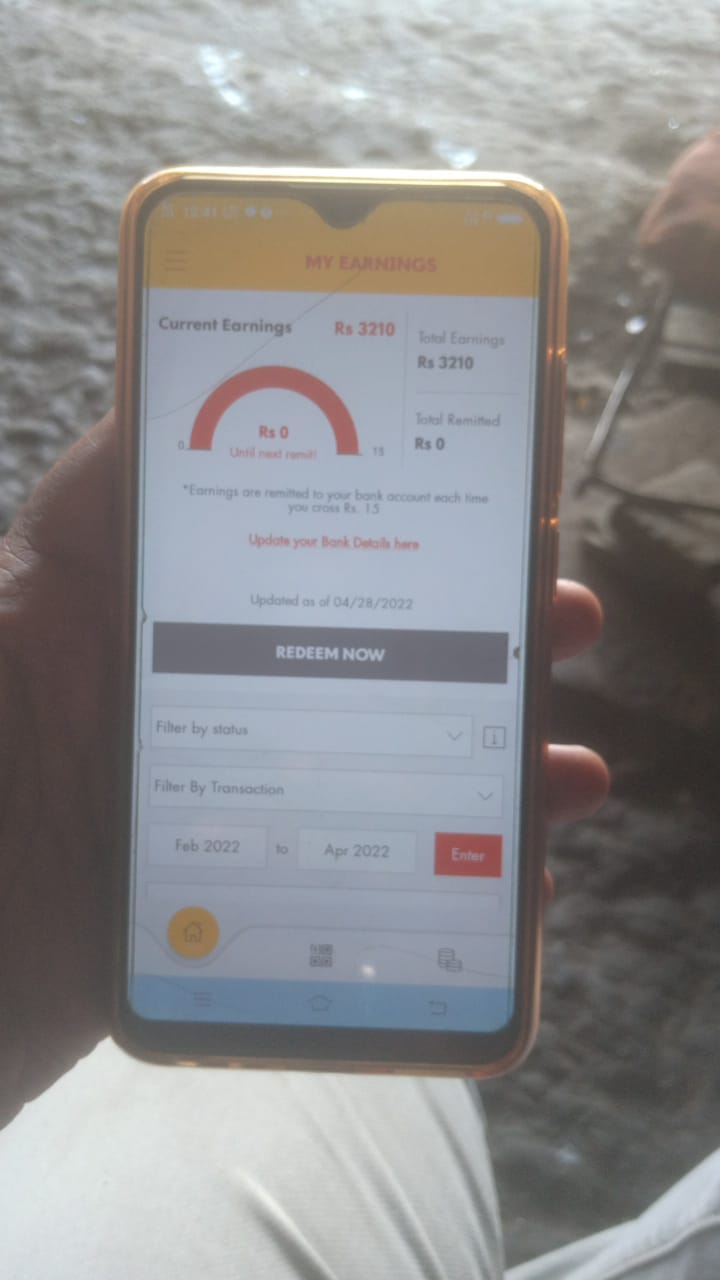 12:41
MY EARNINGS
Current Earnings
Rs 3210
Total Earnings
Rs 3210
Rs 0
Until next remit!
0
15
Total Remitted
Rs 0
*Earnings are remitted to your bank account each time
you cross Rs. 15
Update your Bank Details here
Updated as of 04/28/2022
REDEEM NOW
Filter by status
i
Filter By Transaction
Feb 2022
to
Apr 2022
Enter